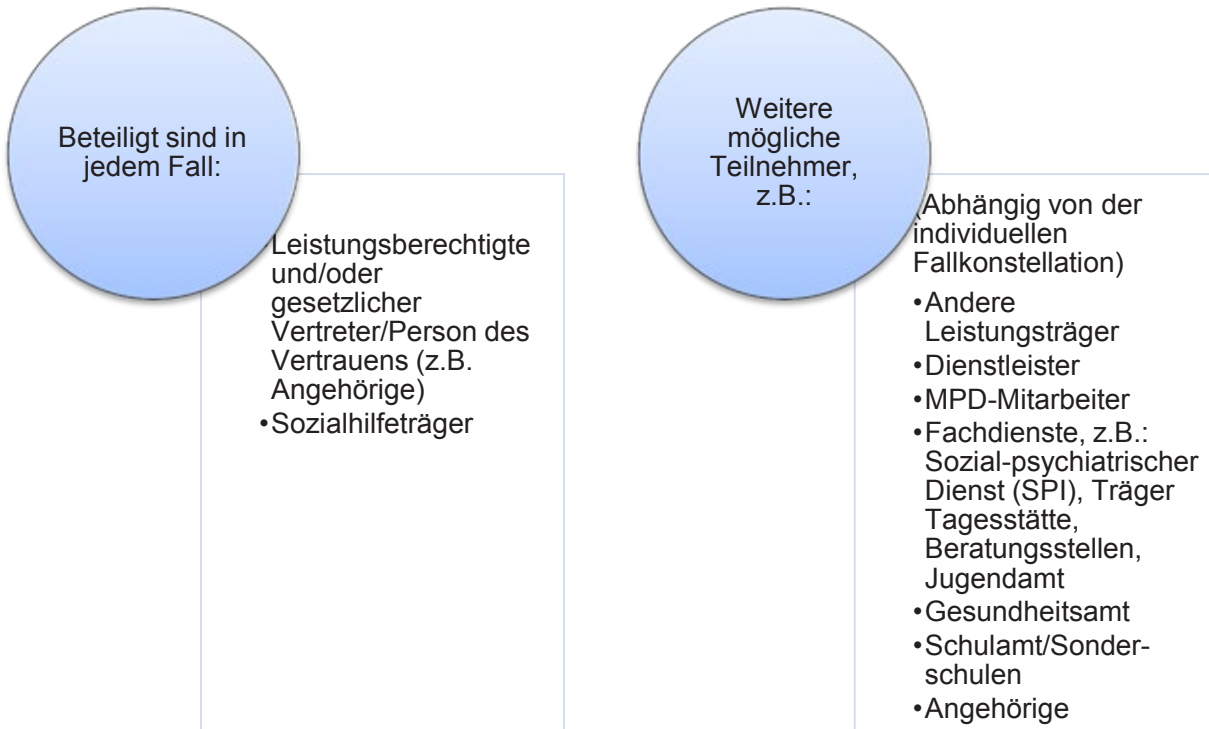 Beteiligt sind in
jedem Fall:
Leistungsberechtigte
und/oder
gesetzlicher
Vertreter/Person des
Vertrauens (z.B.
Angehörige)
•Sozialhilfeträger
Weitere
mögliche
Teilnehmer,
z.B.:
(Abhängig von der
individuellen
Fallkonstellation)
•Andere
Leistungsträger
•Dienstleister
•MPD-Mitarbeiter
•Fachdienste, z.B.:
Sozial-psychiatrischer
Dienst (SPI), Träger
Tagesstätte,
Beratungsstellen,
Jugendamt
•Gesundheitsamt
•Schulamt/Sonder-
schulen
•Angehörige